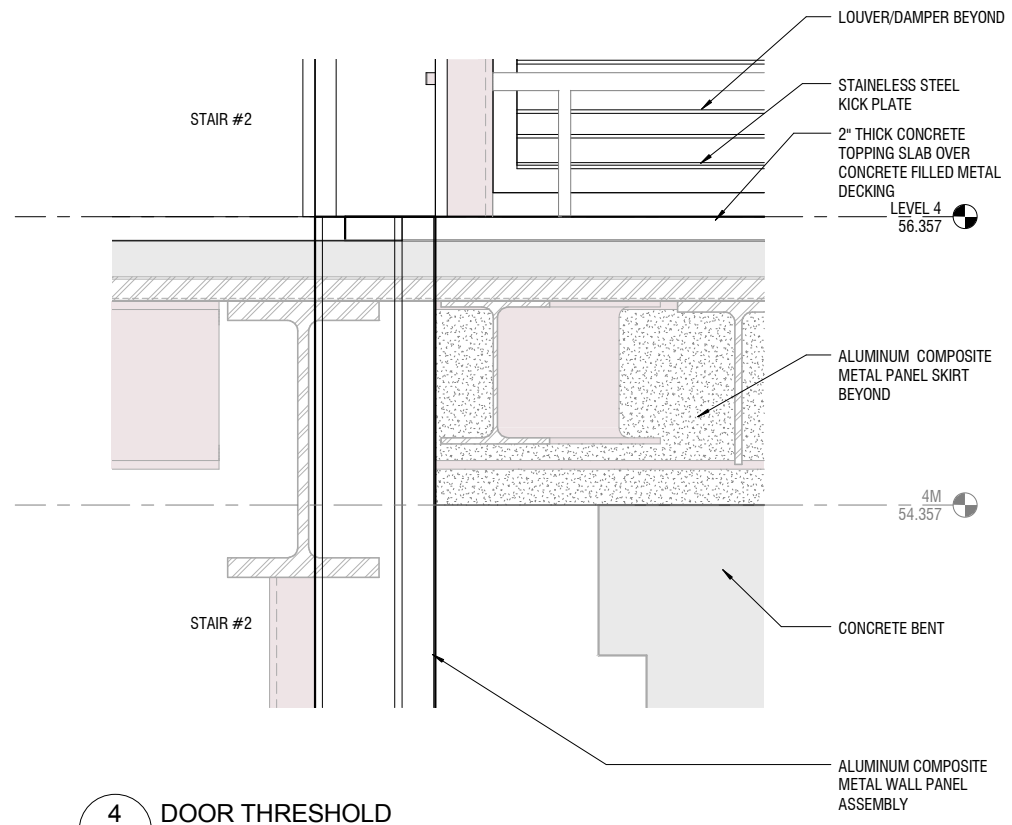 LOUVER/DAMPER BEYOND
STAINELESS STEEL
KICK PLATE
STAIR #2
2" THICK CONCRETE
TOPPING SLAB OVER
CONCRETE FILLED METAL
DECKING
LEVEL 4
56.357
ALUMINUM COMPOSITE
METAL PANEL SKIRT
BEYOND
4M
54.357
STAIR #2
CONCRETE BENT
ALUMINUM COMPOSITE
METAL WALL PANEL
ASSEMBLY
4 DOOR THRESHOLD